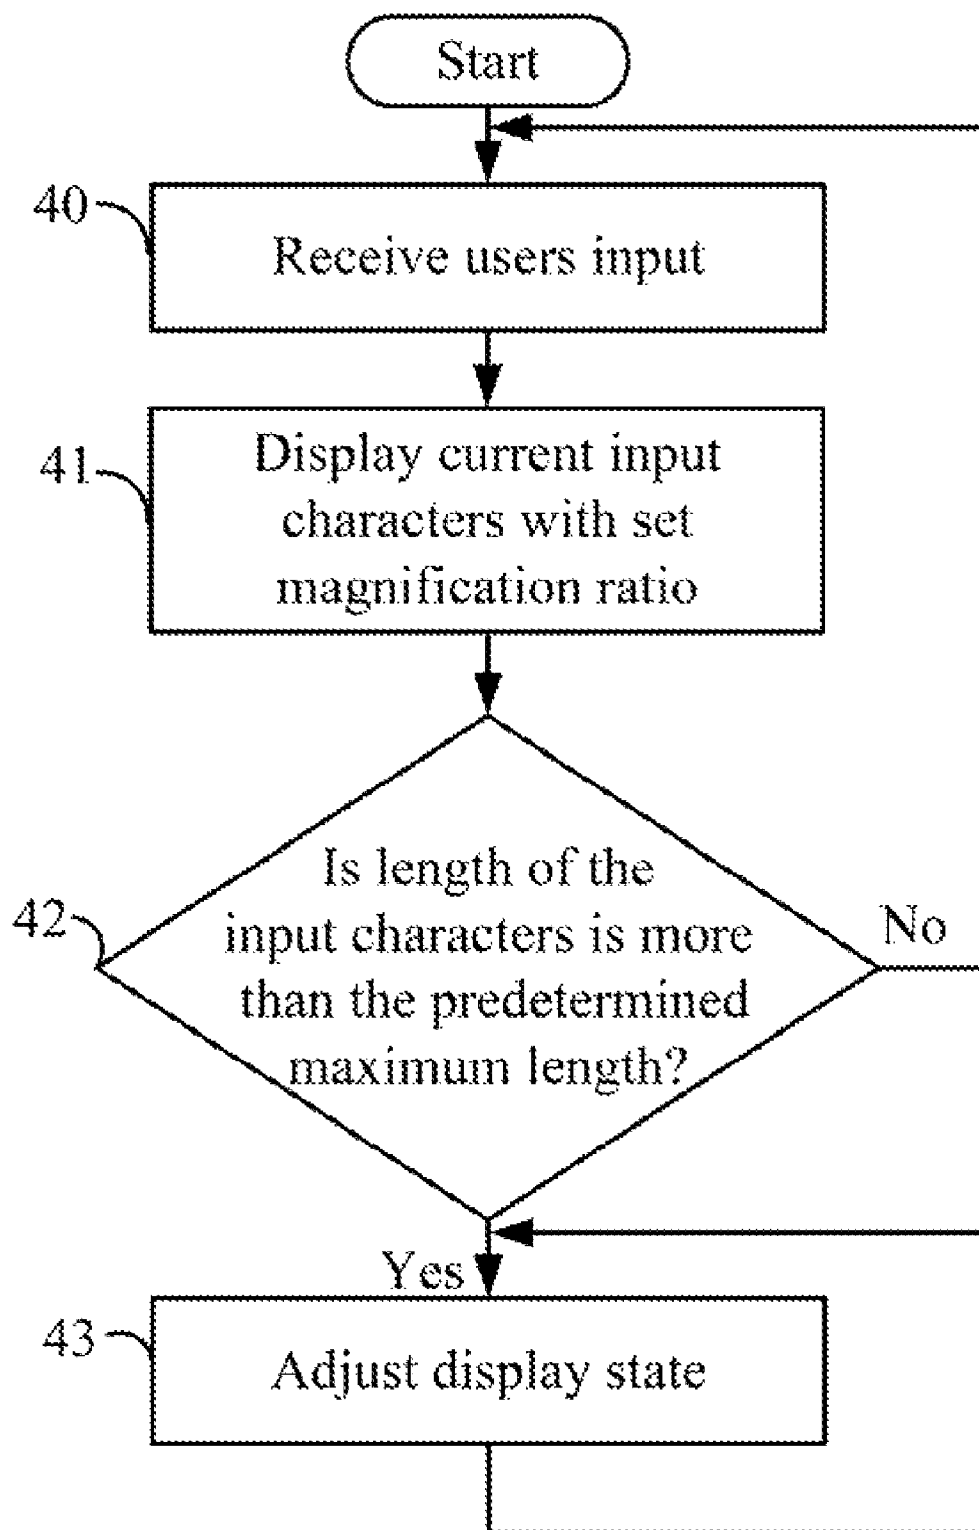 Start
40
Receive users input
41
Display current input
characters with set
magnification ratio
42
Is length of the
input characters is more
than the predetermined
maximum length?
No
Yes
43
Adjust display state